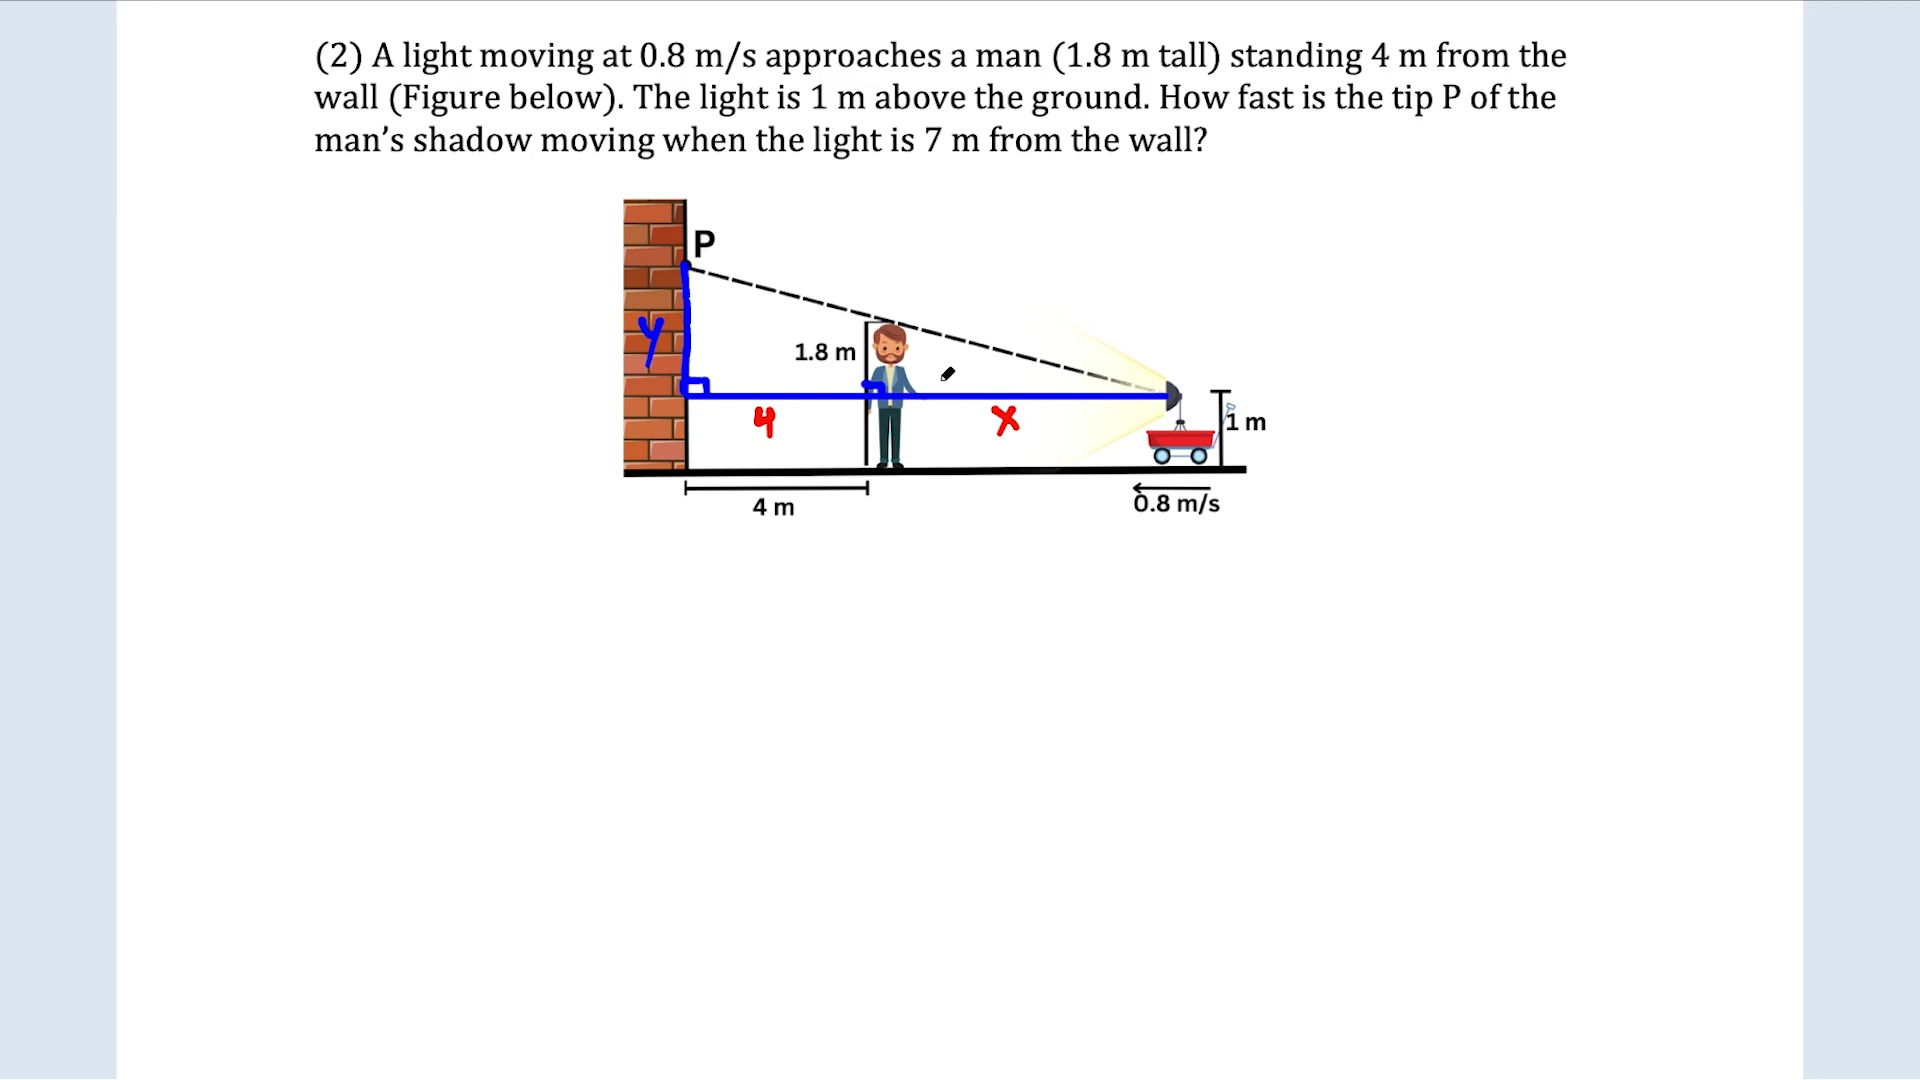 (2) A light moving at 0.8 m/s approaches a man (1.8 m tall) standing 4 m from the
wall (Figure below). The light is 1 m above the ground. How fast is the tip P of the
man’s shadow moving when the light is 7 m from the wall?
P
y
1.8 m
4
x
1 m
4 m
0.8 m/s